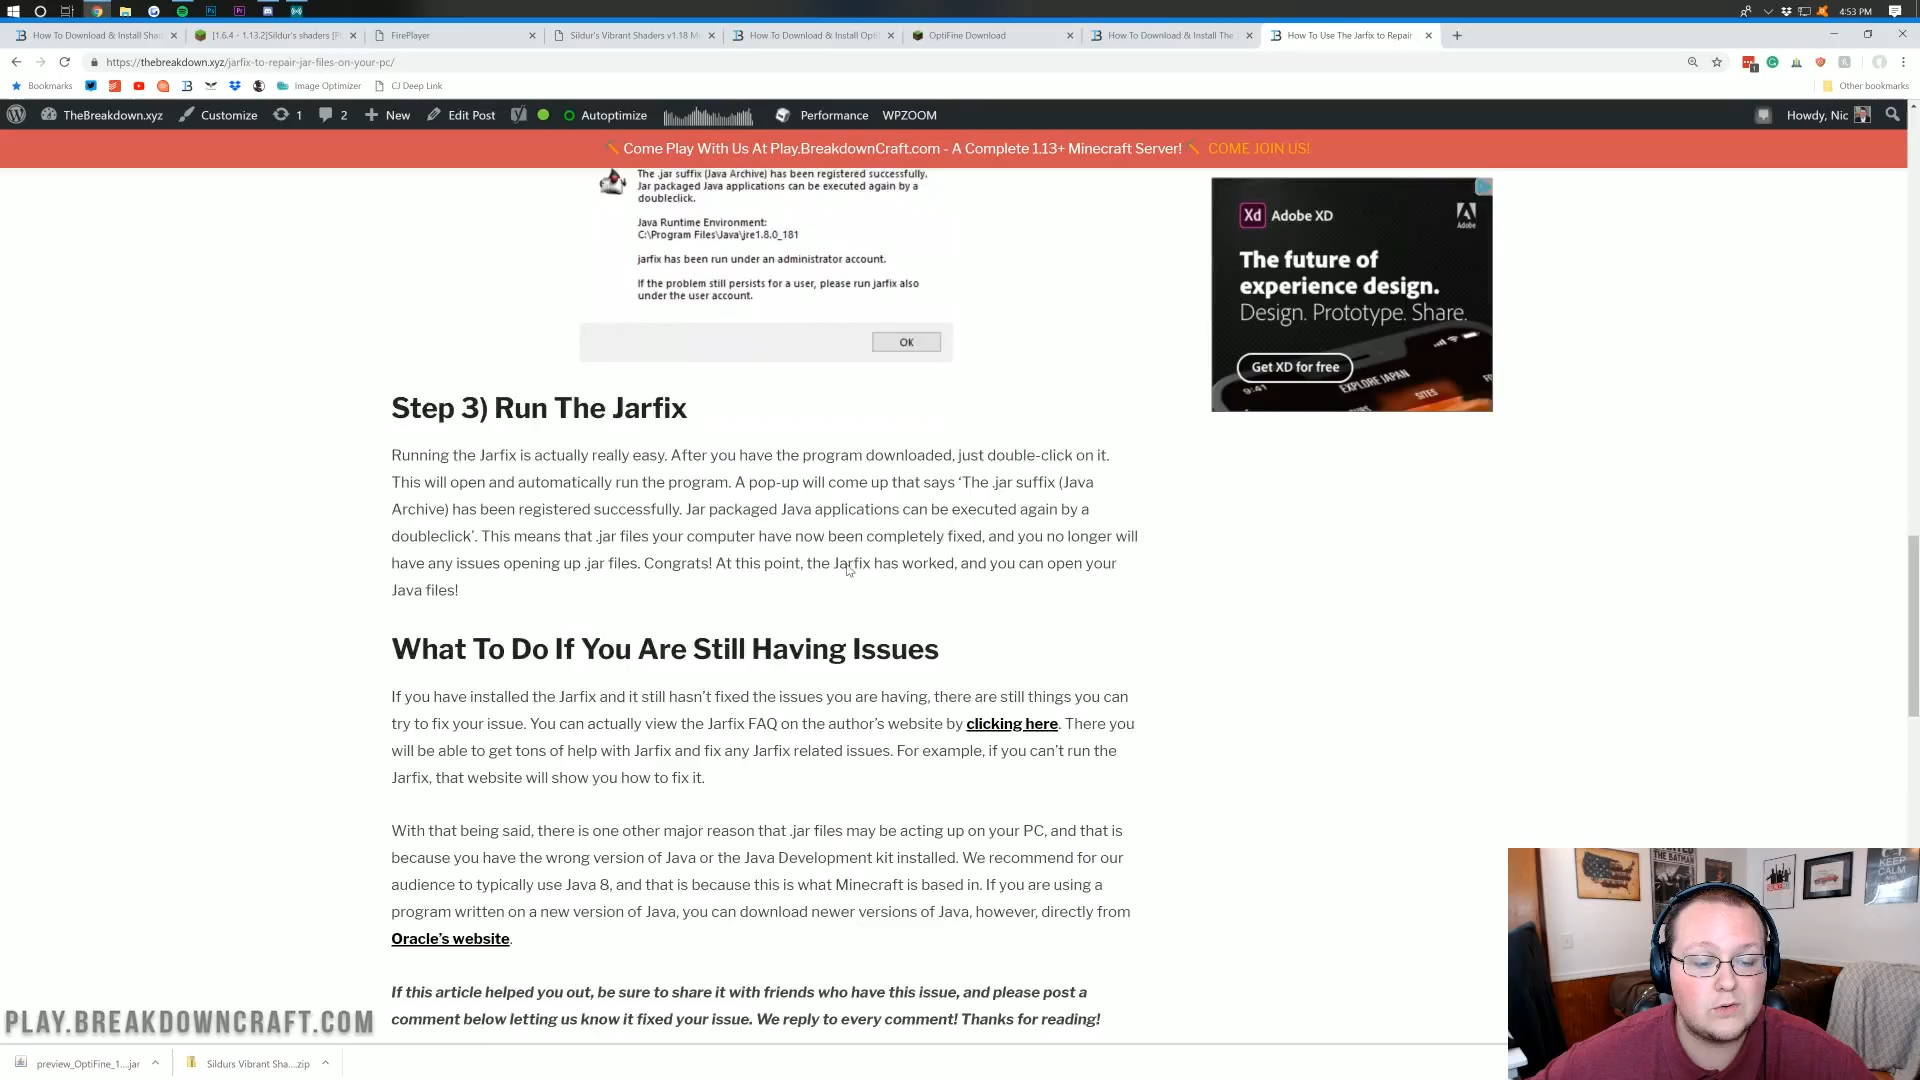 4:53 PM
How To Download & Install Sha
[1.6.4 - 1.13.2]Sildur's shaders [P
FirePlayer
Sildur's Vibrant Shaders v1.18 M
How To Download & Install Opti
OptiFine Download
How To Download & Install The
How To Use The Jarfix to Repair
https://thebreakdown.xyz/jarfix-to-repair-jar-files-on-your-pc/
Bookmarks
Image Optimizer
CJ Deep Link
Other bookmarks
TheBreakdown.xyz
Customize
1
2
New
Edit Post
Autoptimize
Performance
WPZOOM
Howdy, Nic
Come Play With Us At Play.BreakdownCraft.com - A Complete 1.13+ Minecraft Server! COME JOIN US!
The .jar suffix (Java Archive) has been registered successfully.
Jar packaged Java applications can be executed again by a
doubleclick.
Java Runtime Environment:
C:\Program Files\Java\jre1.8.0_181
jarfix has been run under an administrator account.
If the problem still persists for a user, please run jarfix also
under the user account.
OK
Xd Adobe XD
Adobe
The future of
experience design.
Design. Prototype. Share.
Get XD for free
9:41
EXPLORE JAPAN
SITES
Step 3) Run The Jarfix
Running the Jarfix is actually really easy. After you have the program downloaded, just double-click on it.
This will open and automatically run the program. A pop-up will come up that says ‘The .jar suffix (Java
Archive) has been registered successfully. Jar packaged Java applications can be executed again by a
doubleclick’. This means that .jar files your computer have now been completely fixed, and you no longer will
have any issues opening up .jar files. Congrats! At this point, the Jarfix has worked, and you can open your
Java files!
What To Do If You Are Still Having Issues
If you have installed the Jarfix and it still hasn’t fixed the issues you are having, there are still things you can
try to fix your issue. You can actually view the Jarfix FAQ on the author’s website by clicking here. There you
will be able to get tons of help with Jarfix and fix any Jarfix related issues. For example, if you can’t run the
Jarfix, that website will show you how to fix it.
With that being said, there is one other major reason that .jar files may be acting up on your PC, and that is
because you have the wrong version of Java or the Java Development kit installed. We recommend for our
audience to typically use Java 8, and that is because this is what Minecraft is based in. If you are using a
program written on a new version of Java, you can download newer versions of Java, however, directly from
Oracle’s website.
If this article helped you out, be sure to share it with friends who have this issue, and please post a
comment below letting us know it fixed your issue. We reply to every comment! Thanks for reading!
PLAY.BREAKDOWNCRAFT.COM
preview_OptiFine_1....jar
Sildurs Vibrant Sha....zip
THE BATMAN
KEEP
CALM
AND